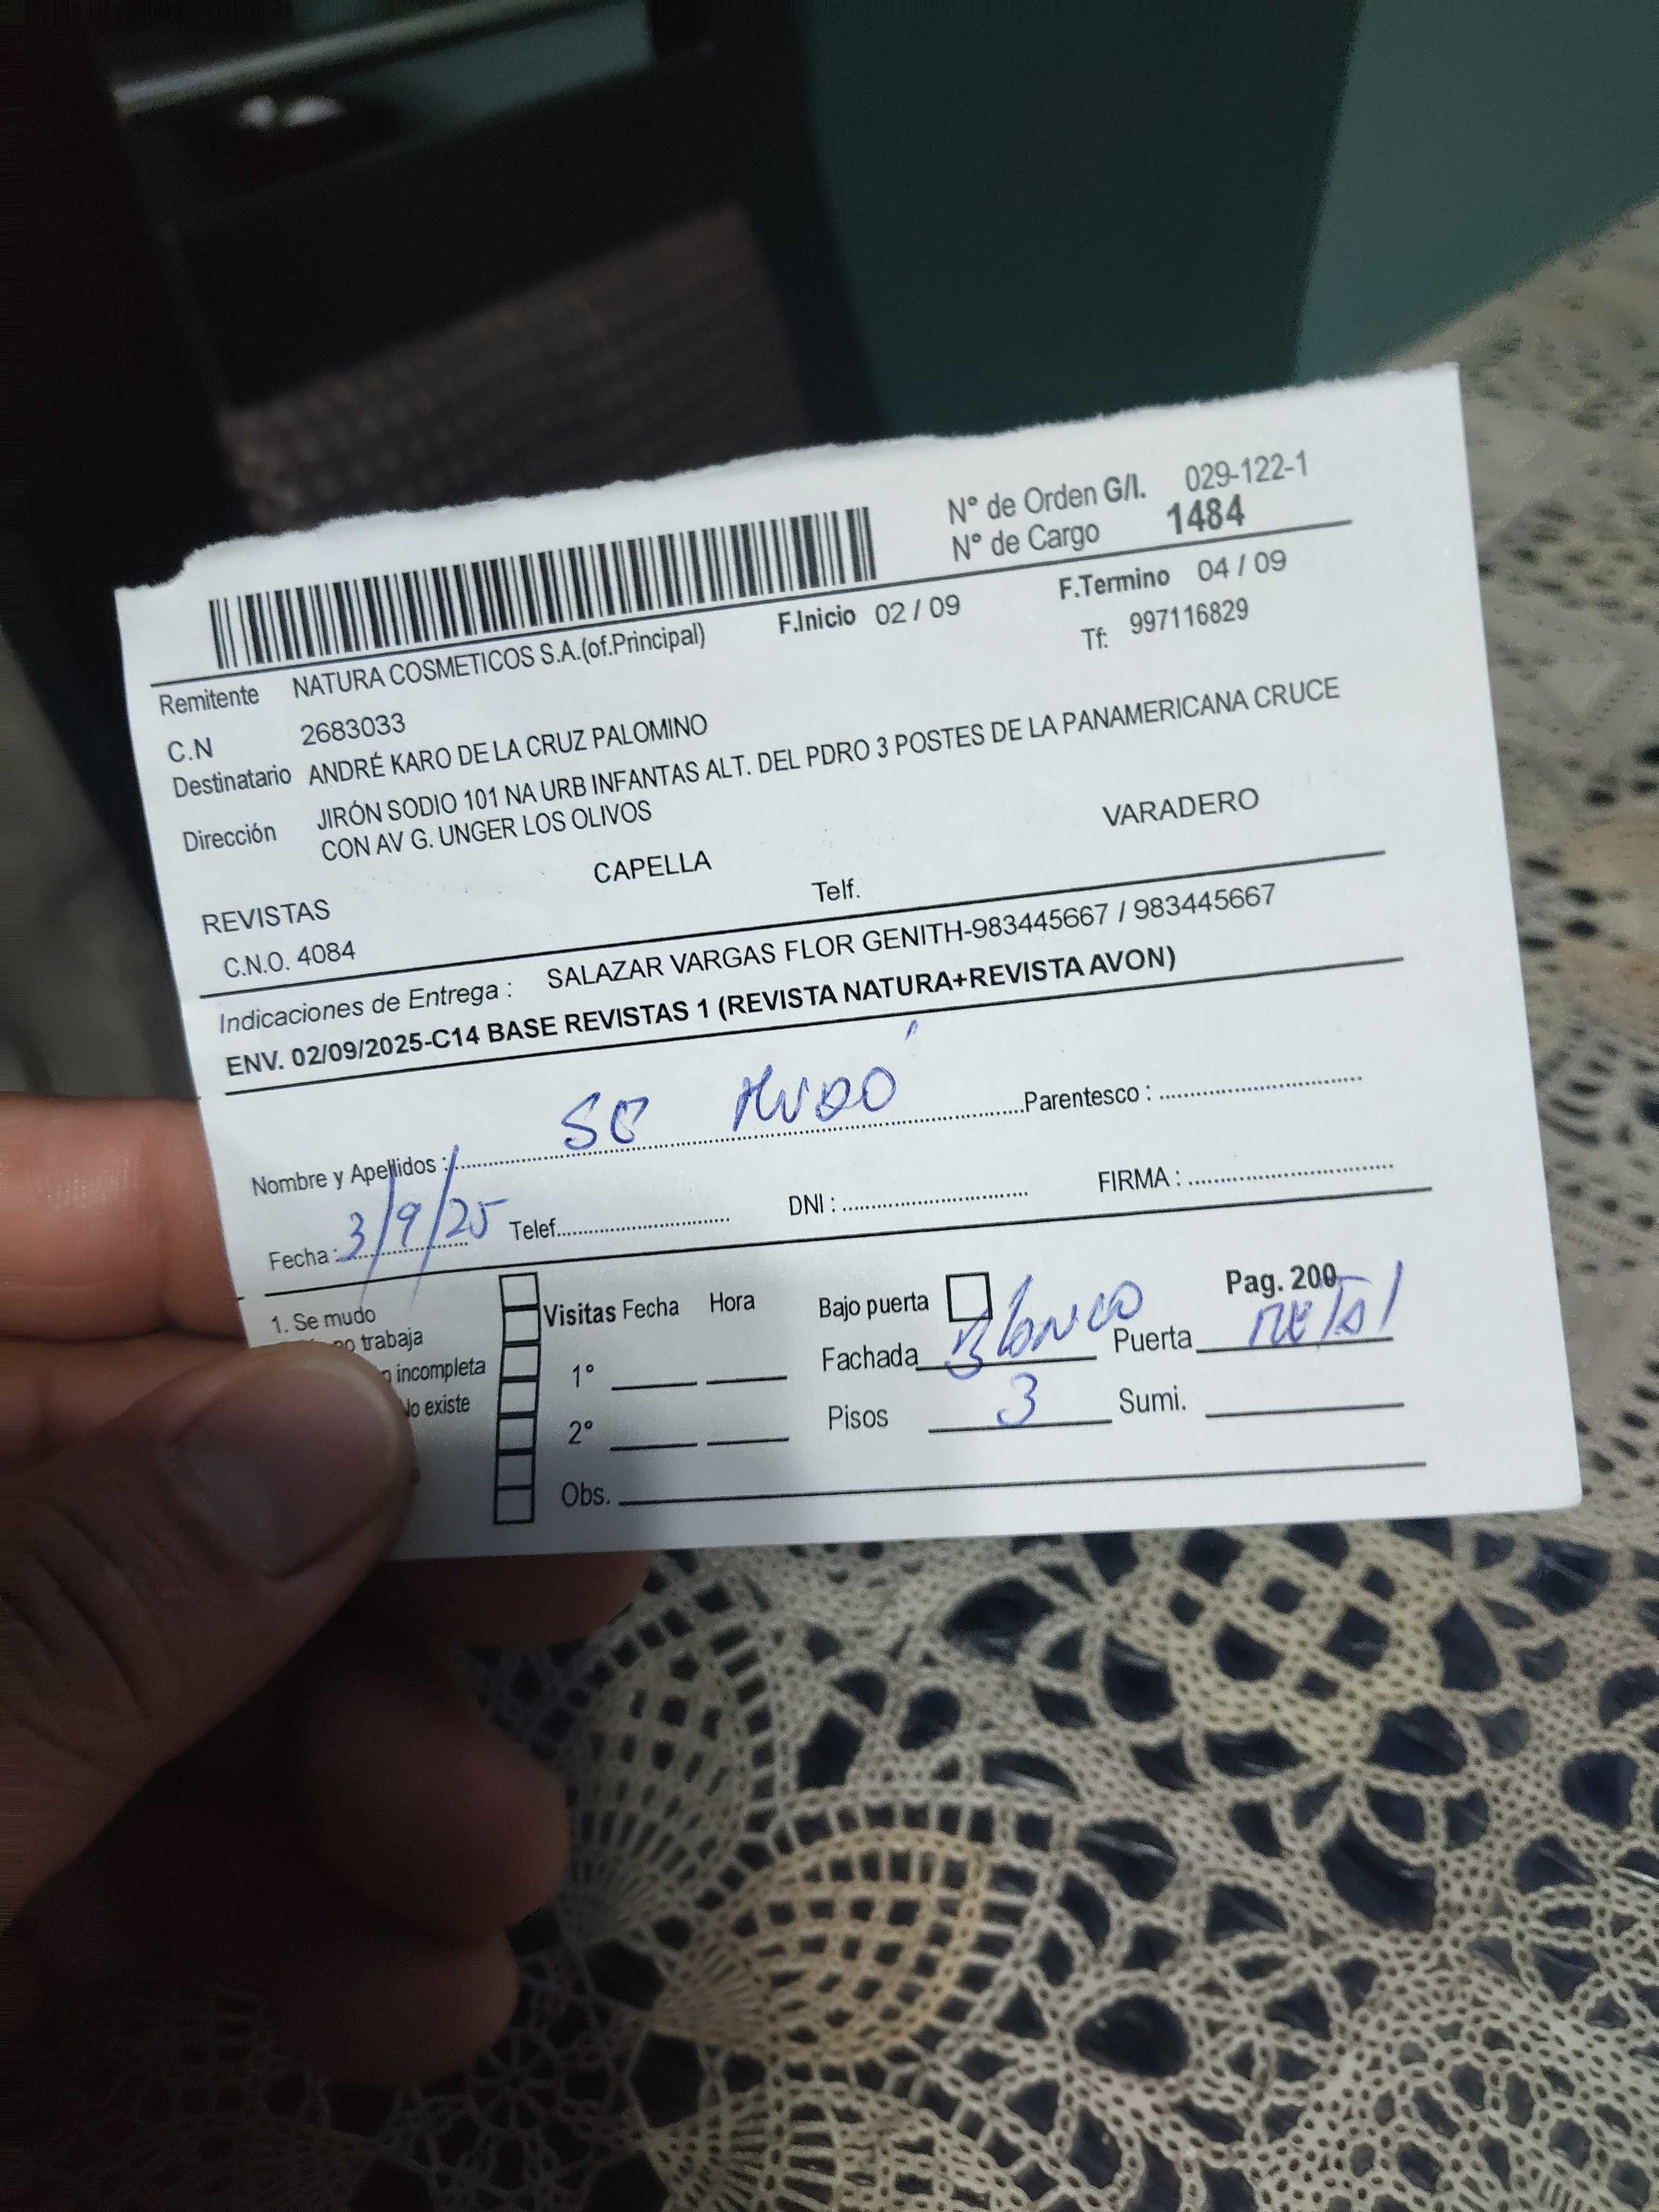 N° de Orden G/I. 029-122-1
N° de Cargo 1484
F.Inicio 02 / 09 F.Termino 04 / 09
Remitente NATURA COSMETICOS S.A.(of.Principal) Tf: 997116829
C.N 2683033
Destinatario ANDRÉ KARO DE LA CRUZ PALOMINO
Dirección JIRÓN SODIO 101 NA URB INFANTAS ALT. DEL PDRO 3 POSTES DE LA PANAMERICANA CRUCE
CON AV G. UNGER LOS OLIVOS
CAPELLA VARADERO
REVISTAS Telf.
C.N.O. 4084
Indicaciones de Entrega : SALAZAR VARGAS FLOR GENITH-983445667 / 983445667
ENV. 02/09/2025-C14 BASE REVISTAS 1 (REVISTA NATURA+REVISTA AVON)
Nombre y Apellidos : SE MUDÓ Parentesco :
Fecha : 3/9/25 Telef. DNI : FIRMA :
1. Se mudo Visitas Fecha Hora Bajo puerta Pag. 200
no trabaja 1° Fachada Blanco Puerta metal
incompleta
No existe 2° Pisos 3 Sumi.
Obs.